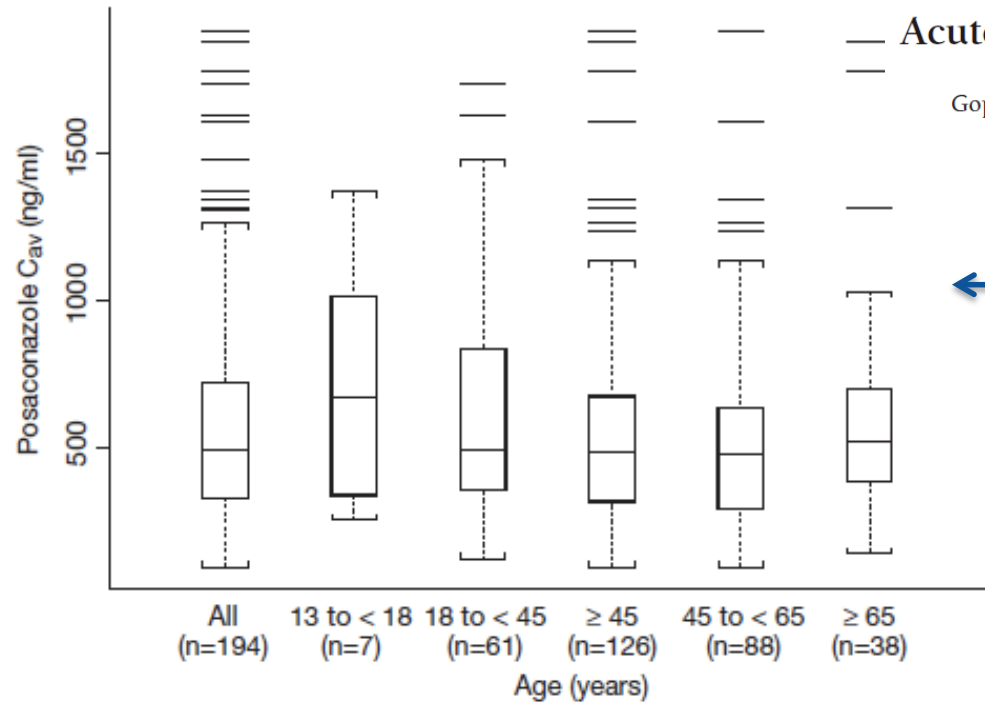 Acute
Gop
Posaconazole Cav (ng/ml)
1500
1000
500
All 13 to < 18 18 to < 45 ≥ 45 45 to < 65 ≥ 65
(n=194) (n=7) (n=61) (n=126) (n=88) (n=38)
Age (years)